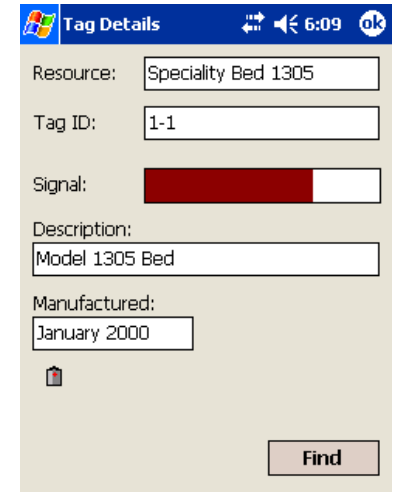 Tag Details 6:09 ok
Resource: Speciality Bed 1305
Tag ID: 1-1
Signal:
Description:
Model 1305 Bed
Manufactured:
January 2000
Find